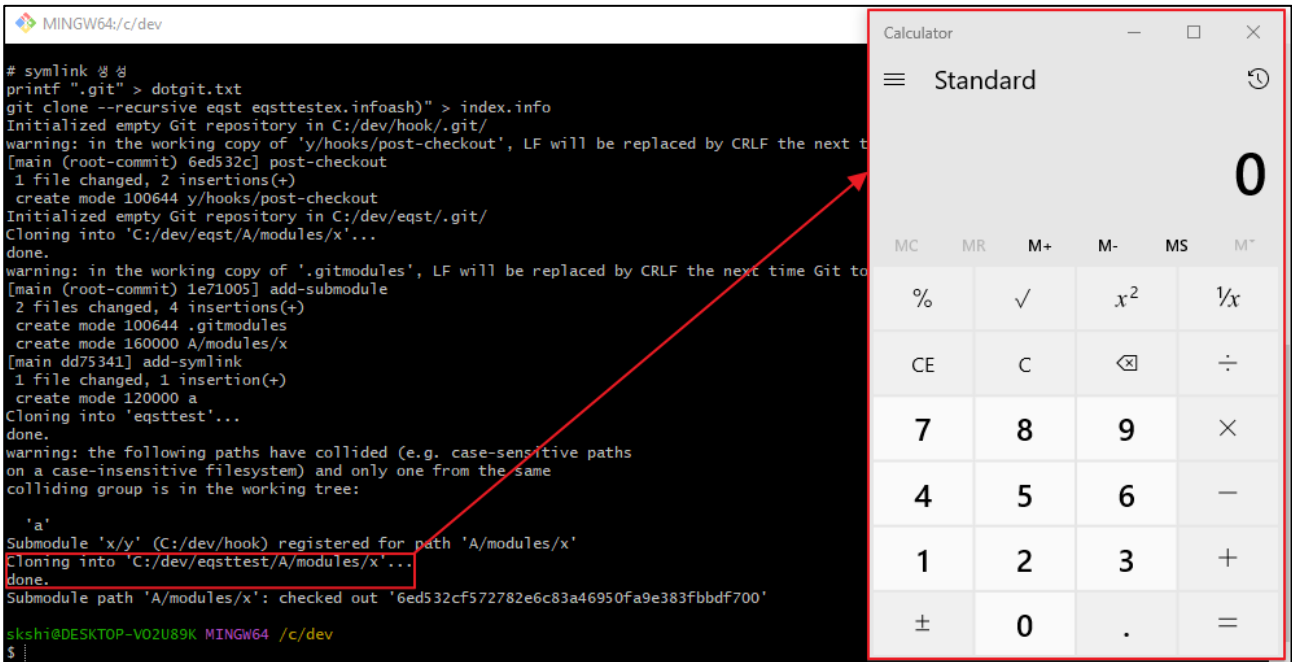 MINGW64:/c/dev
# symlink 생성
printf ".git" > dotgit.txt
git clone --recursive eqst eqsttestex.infoash)" > index.info
Initialized empty Git repository in C:/dev/hook/.git/
warning: in the working copy of 'y/hooks/post-checkout', LF will be replaced by CRLF the next t
[main (root-commit) 6ed532c] post-checkout
1 file changed, 2 insertions(+)
create mode 100644 y/hooks/post-checkout
Initialized empty Git repository in C:/dev/eqst/.git/
Cloning into 'C:/dev/eqst/A/modules/x'...
done.
warning: in the working copy of '.gitmodules', LF will be replaced by CRLF the next time Git to
[main (root-commit) 1e71005] add-submodule
2 files changed, 4 insertions(+)
create mode 100644 .gitmodules
create mode 160000 A/modules/x
[main dd75341] add-symlink
1 file changed, 1 insertion(+)
create mode 120000 a
Cloning into 'eqsttest'...
done.
warning: the following paths have collided (e.g. case-sensitive paths
on a case-insensitive filesystem) and only one from the same
colliding group is in the working tree:
'a'
Submodule 'x/y' (C:/dev/hook) registered for path 'A/modules/x'
Cloning into 'C:/dev/eqsttest/A/modules/x'...
done.
Submodule path 'A/modules/x': checked out '6ed532cf572782e6c83a46950fa9e383fbbdf700'
skshi@DESKTOP-VO2U89K MINGW64 /c/dev
$
Calculator
Standard
0
MC MR M+ M- MS M˅
% √ x² ¹/x
CE C ⌫ ÷
7 8 9 ×
4 5 6 −
1 2 3 +
± 0 . =